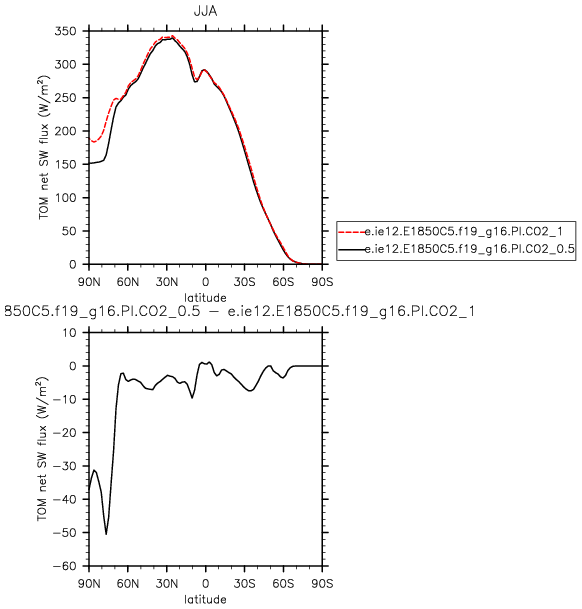 JJA
350
300
250
200
150
100
50
0
TOM net SW flux (W/m²)
90N 60N 30N 0 30S 60S 90S
latitude
e.ie12.E1850C5.f19_g16.PI.CO2_1
e.ie12.E1850C5.f19_g16.PI.CO2_0.5
850C5.f19_g16.PI.CO2_0.5 – e.ie12.E1850C5.f19_g16.PI.CO2_1
10
0
−10
−20
−30
−40
−50
−60
TOM net SW flux (W/m²)
90N 60N 30N 0 30S 60S 90S
latitude